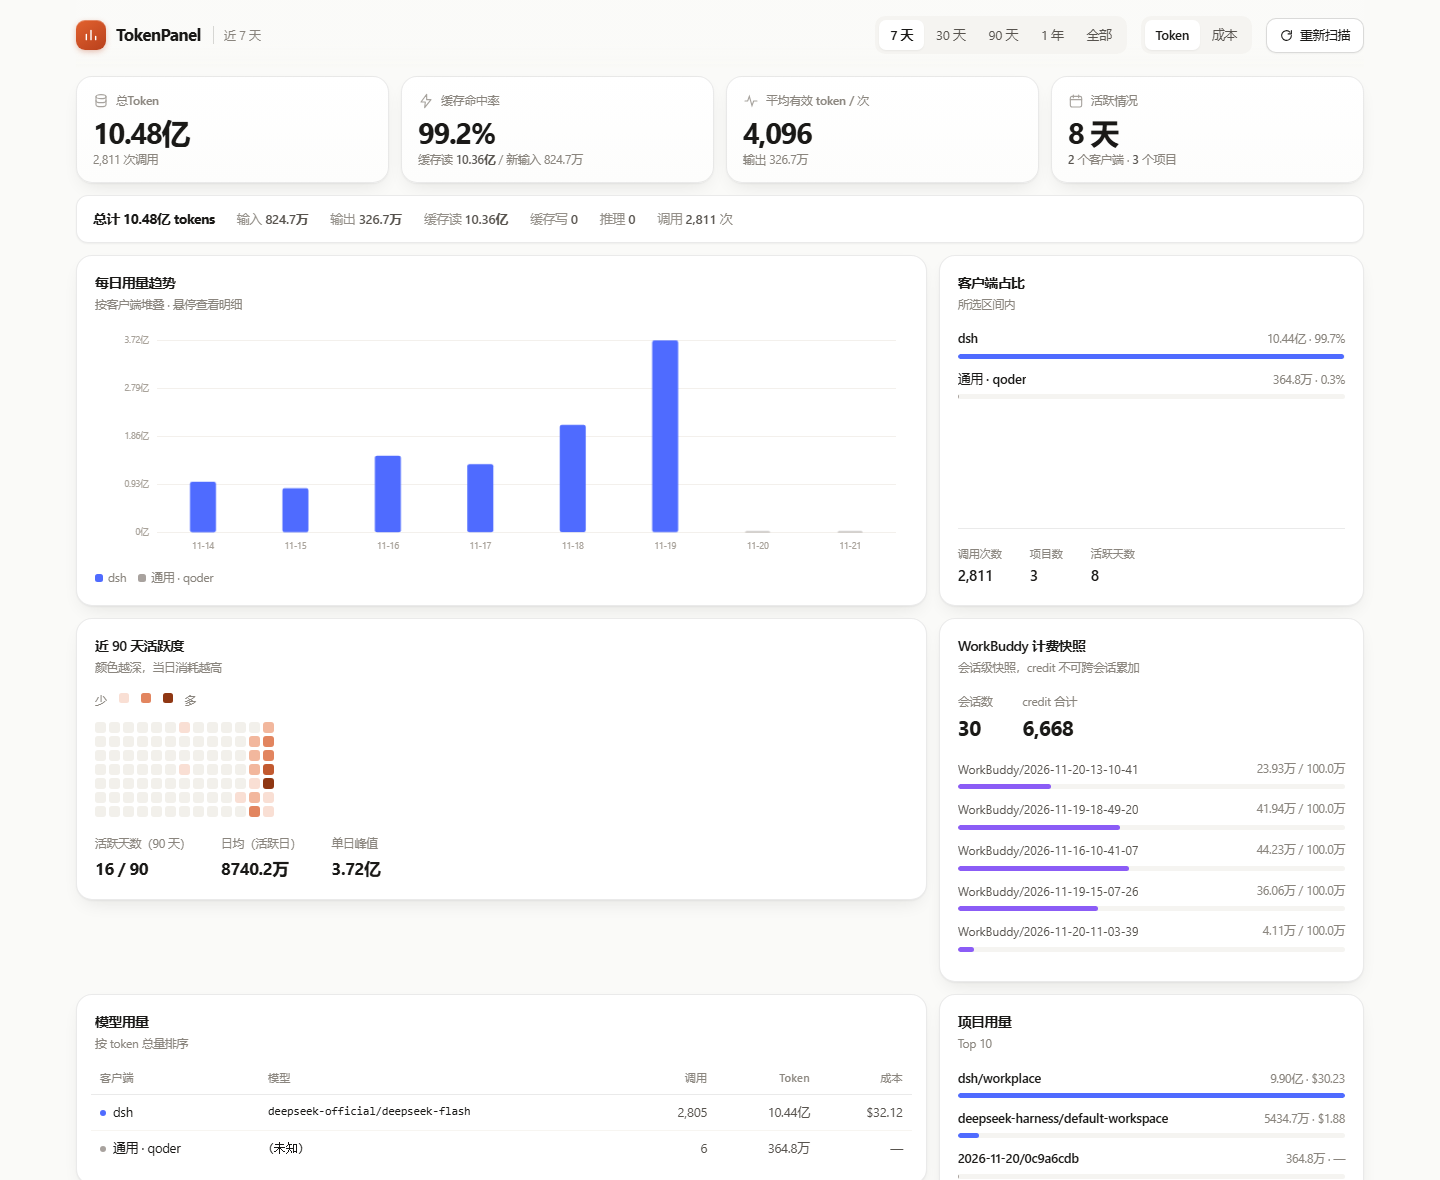 TokenPanel 近 7 天
7 天 30 天 90 天 1 年 全部 Token 成本 重新扫描
总Token
10.48亿
2,811 次调用
缓存命中率
99.2%
缓存读 10.36亿 / 新输入 824.7万
平均有效 token / 次
4,096
输出 326.7万
活跃情况
8 天
2 个客户端 · 3 个项目
总计 10.48亿 tokens 输入 824.7万 输出 326.7万 缓存读 10.36亿 缓存写 0 推理 0 调用 2,811 次
每日用量趋势
按客户端堆叠 · 悬停查看明细
3.72亿
2.79亿
1.86亿
0.93亿
0亿
11-14 11-15 11-16 11-17 11-18 11-19 11-20 11-21
dsh 通用 · qoder
客户端占比
所选区间内
dsh 10.44亿 · 99.7%
通用 · qoder 364.8万 · 0.3%
调用次数 项目数 活跃天数
2,811 3 8
近 90 天活跃度
颜色越深，当日消耗越高
少 多
活跃天数（90 天） 日均（活跃日） 单日峰值
16 / 90 8740.2万 3.72亿
WorkBuddy 计费快照
会话级快照，credit 不可跨会话累加
会话数 credit 合计
30 6,668
WorkBuddy/2026-11-20-13-10-41 23.93万 / 100.0万
WorkBuddy/2026-11-19-18-49-20 41.94万 / 100.0万
WorkBuddy/2026-11-16-10-41-07 44.23万 / 100.0万
WorkBuddy/2026-11-19-15-07-26 36.06万 / 100.0万
WorkBuddy/2026-11-20-11-03-39 4.11万 / 100.0万
模型用量
按 token 总量排序
客户端 模型 调用 Token 成本
dsh deepseek-official/deepseek-flash 2,805 10.44亿 $32.12
通用 · qoder （未知） 6 364.8万 —
项目用量
Top 10
dsh/workplace 9.90亿 · $30.23
deepseek-harness/default-workspace 5434.7万 · $1.88
2026-11-20/0c9a6cdb 364.8万 · —